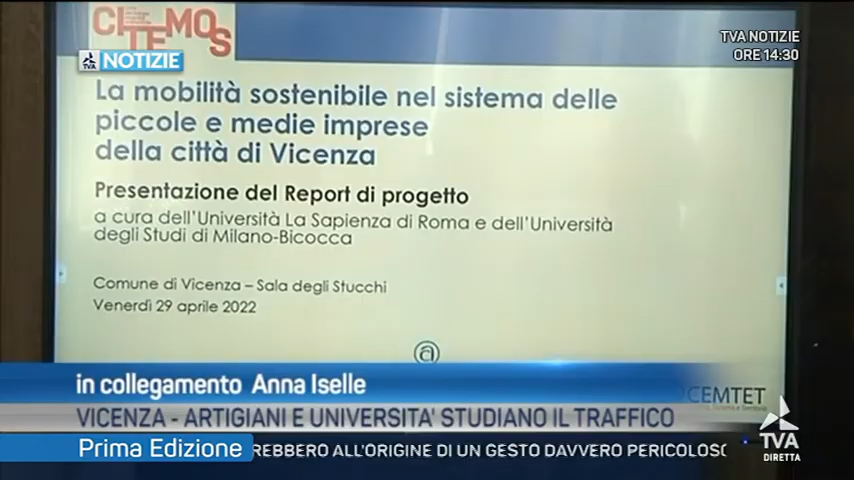 CITEMOS
TVA NOTIZIE
TVA NOTIZIE
ORE 14:30
La mobilità sostenibile nel sistema delle
piccole e medie imprese
della città di Vicenza
Presentazione del Report di progetto
a cura dell'Università La Sapienza di Roma e dell'Università
degli Studi di Milano-Bicocca
Comune di Vicenza – Sala degli Stucchi
Venerdì 29 aprile 2022
@
in collegamento Anna Iselle
CEMTET
VICENZA - ARTIGIANI E UNIVERSITA' STUDIANO IL TRAFFICO
Prima Edizione
REBBERO ALL'ORIGINE DI UN GESTO DAVVERO PERICOLOSO
TVA
DIRETTA